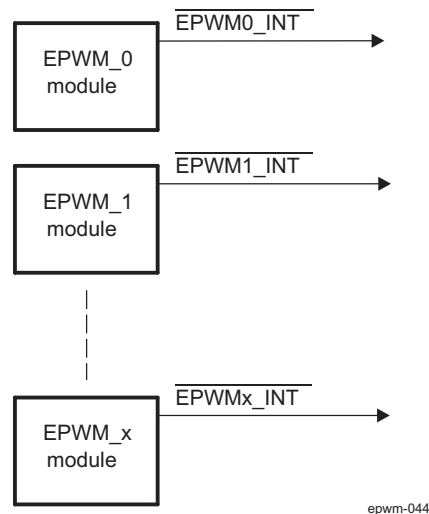 EPWM0_INT
EPWM_0
module
EPWM1_INT
EPWM_1
module
EPWMx_INT
EPWM_x
module
epwm-044